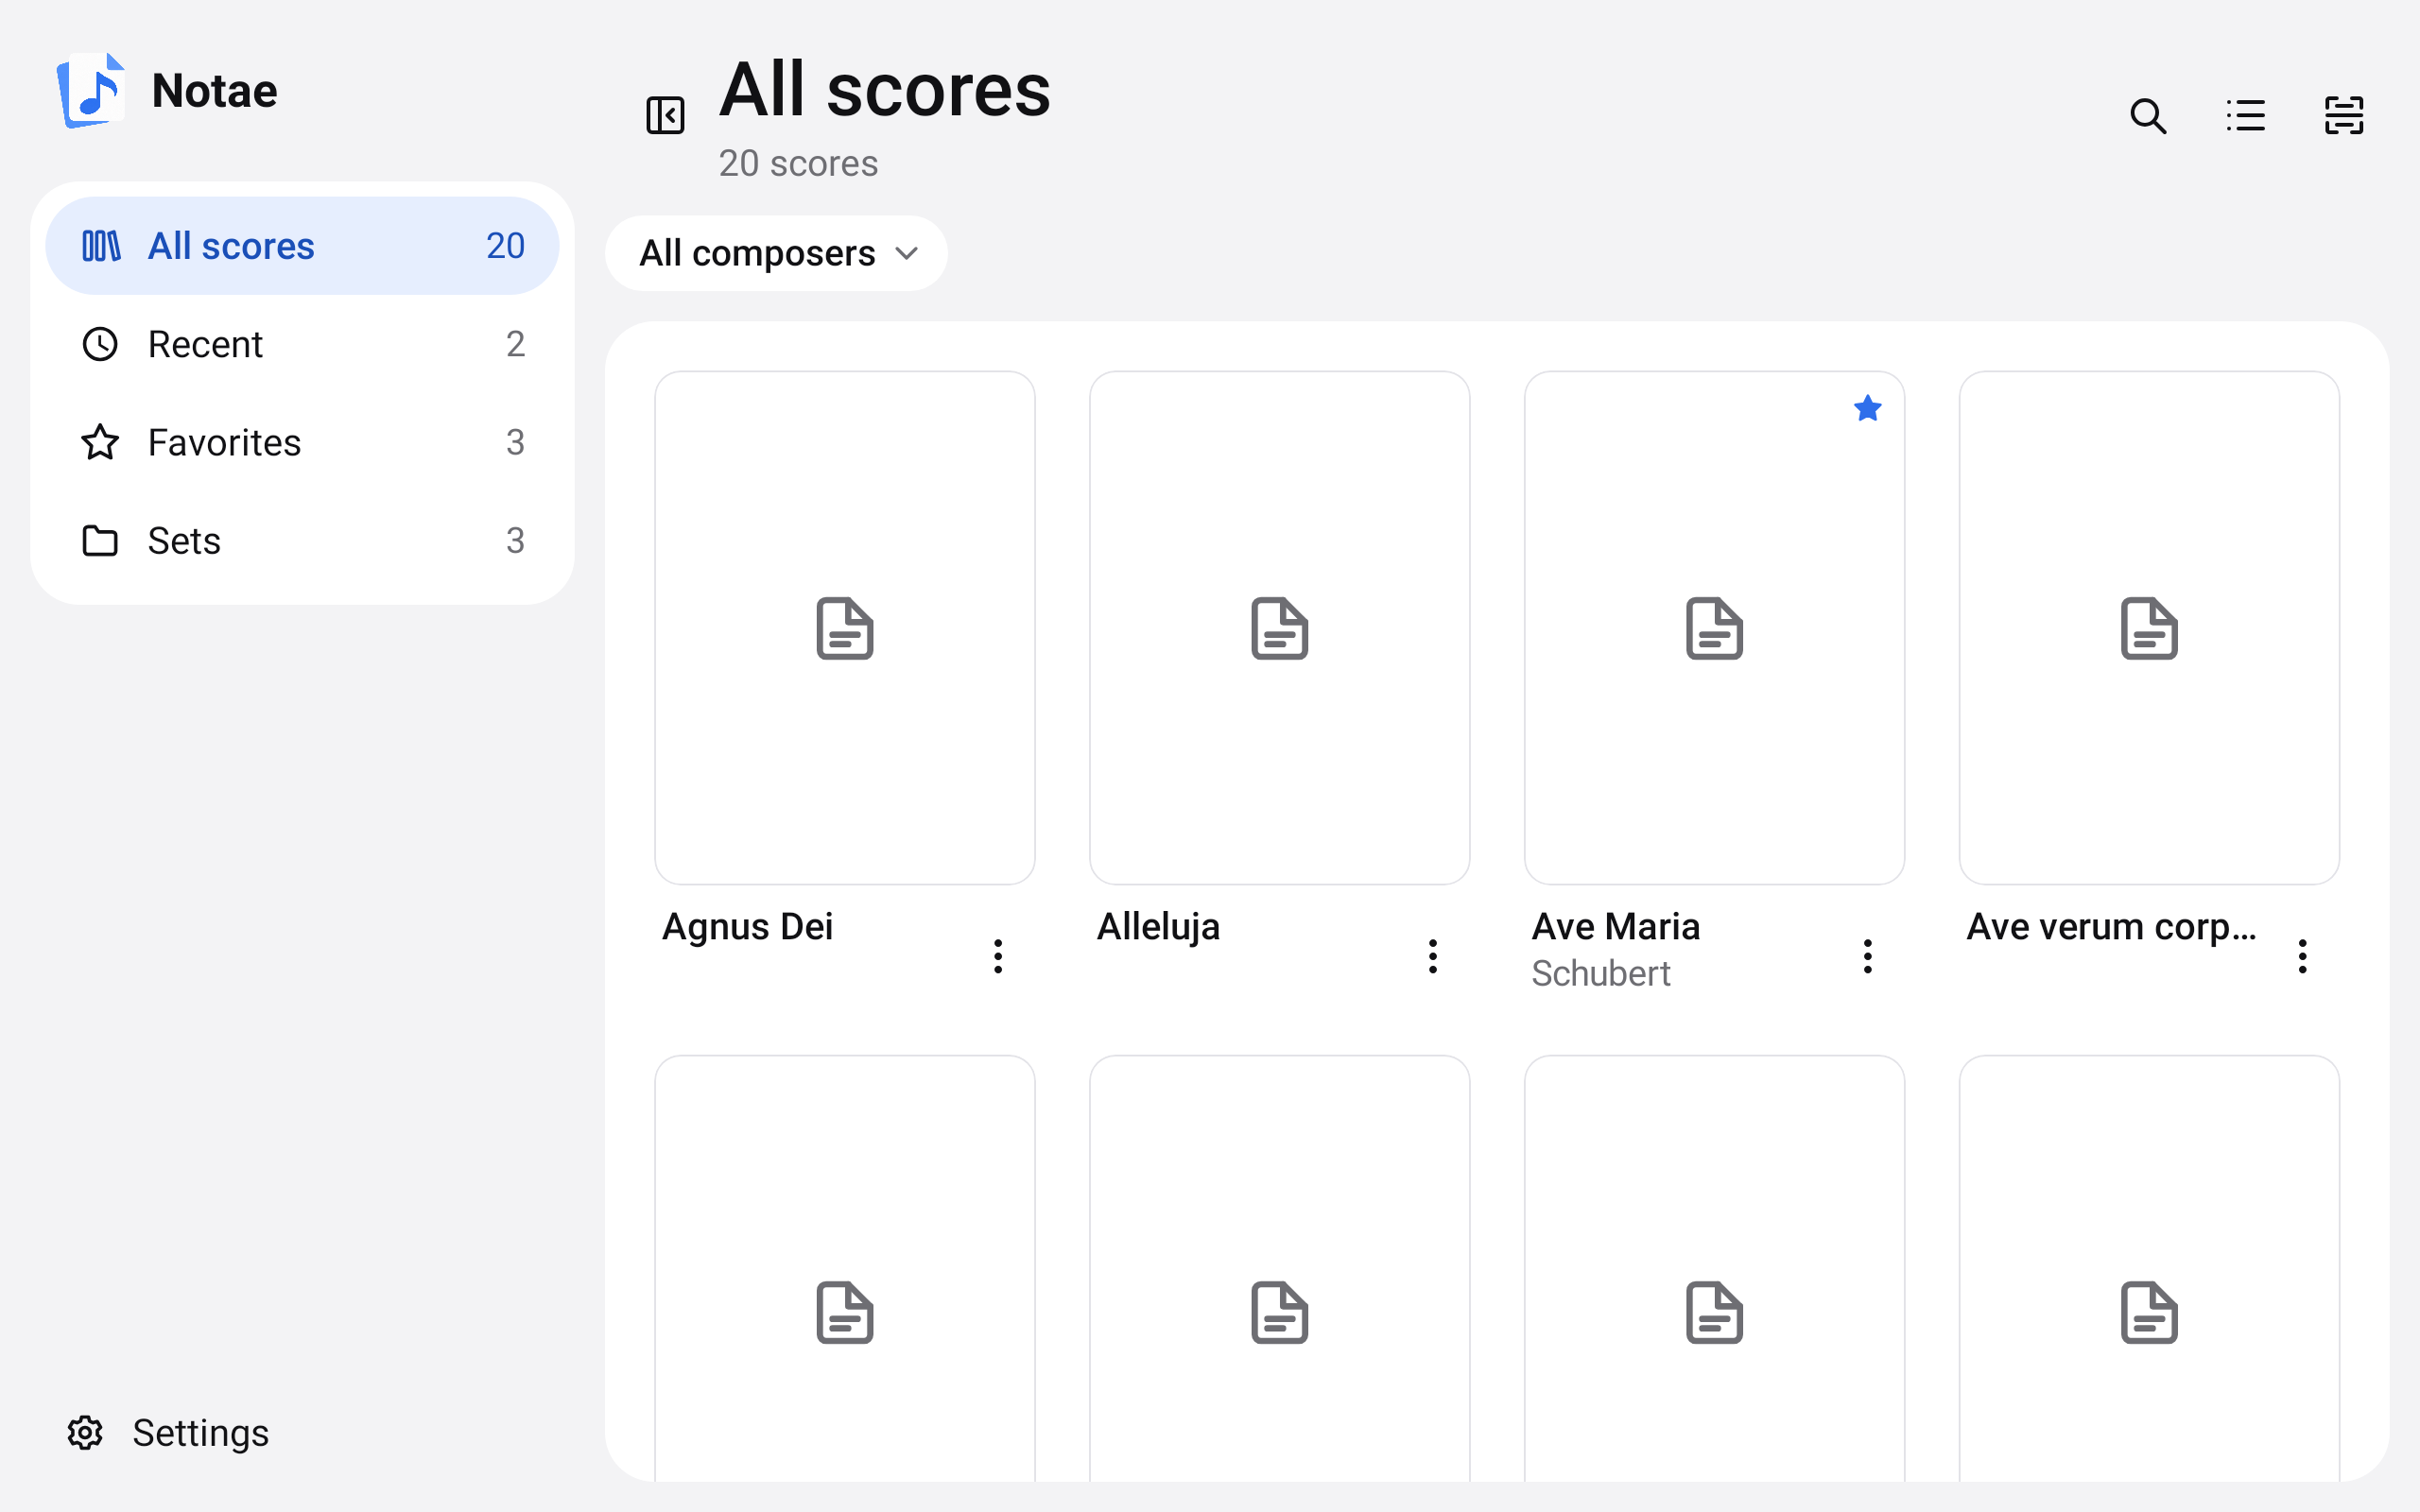 Notae
All scores 20
Recent 2
Favorites 3
Sets 3
Settings
All scores
20 scores
All composers
Agnus Dei
Alleluja
Ave Maria
Schubert
Ave verum corp...